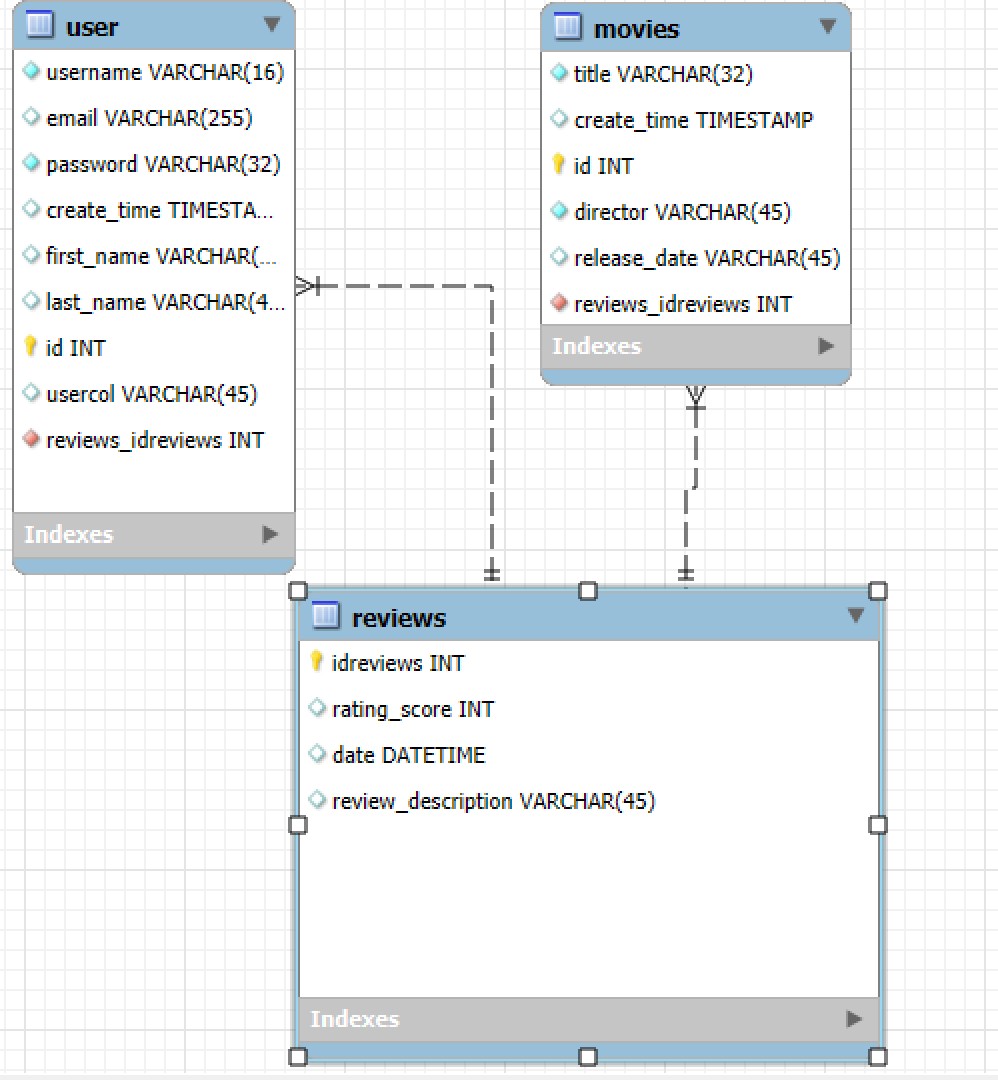 user
username VARCHAR(16)
email VARCHAR(255)
password VARCHAR(32)
create_time TIMESTA...
first_name VARCHAR(...
last_name VARCHAR(4...
id INT
usercol VARCHAR(45)
reviews_idreviews INT
Indexes
movies
title VARCHAR(32)
create_time TIMESTAMP
id INT
director VARCHAR(45)
release_date VARCHAR(45)
reviews_idreviews INT
Indexes
reviews
idreviews INT
rating_score INT
date DATETIME
review_description VARCHAR(45)
Indexes